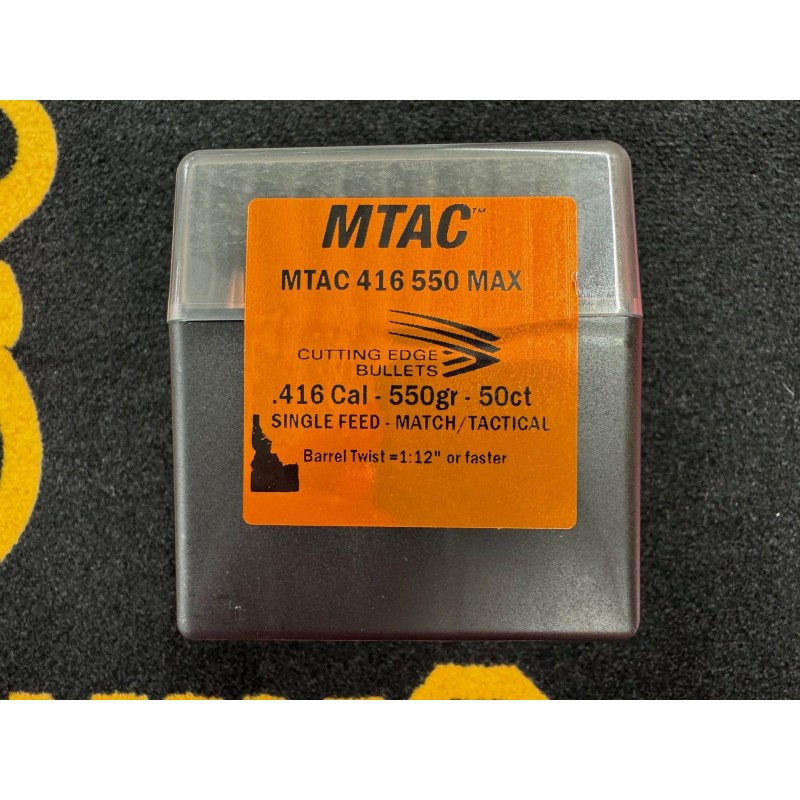 MTAC™
MTAC 416 550 MAX
CUTTING EDGE
BULLETS
.416 Cal - 550gr - 50ct
SINGLE FEED - MATCH/TACTICAL
Barrel Twist =1:12" or faster